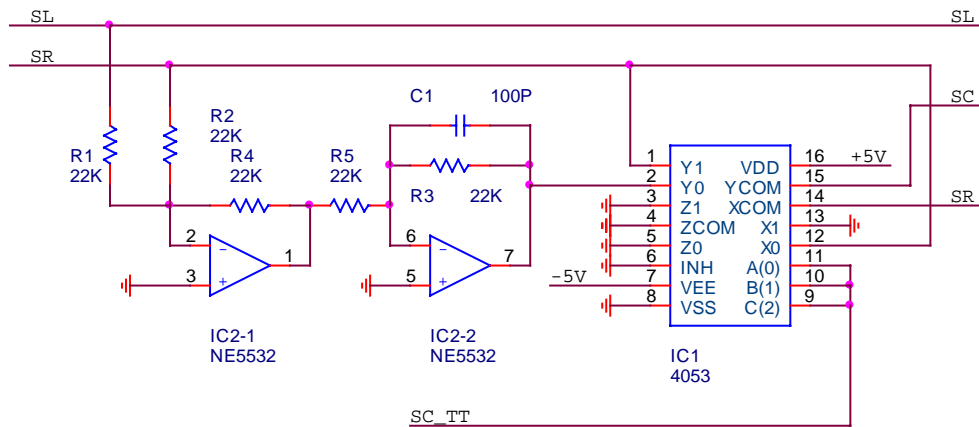 SL SL
SR
C1 100P
R2
22K
R1
22K
R4
22K
R5
22K
R3 22K
SC
SR
+5V
-5V
1 Y1 VDD 16
2 Y0 YCOM 15
3 Z1 XCOM 14
4 ZCOM X1 13
5 Z0 X0 12
6 INH A(0) 11
7 VEE B(1) 10
8 VSS C(2) 9
2 −
3 +
1
6 −
5 +
7
IC2-1
NE5532
IC2-2
NE5532
IC1
4053
SC_TT